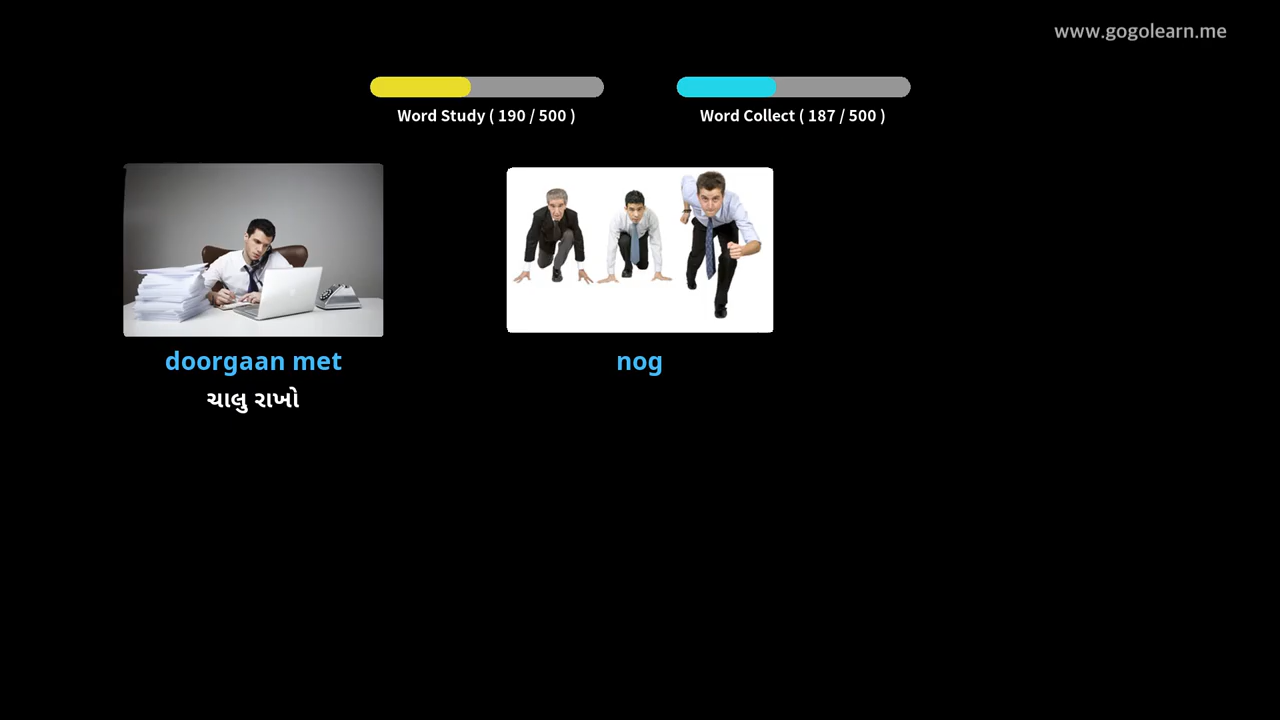 www.gogolearn.me
Word Study ( 190 / 500 )
Word Collect ( 187 / 500 )
doorgaan met
ચાલુ રાખો
nog